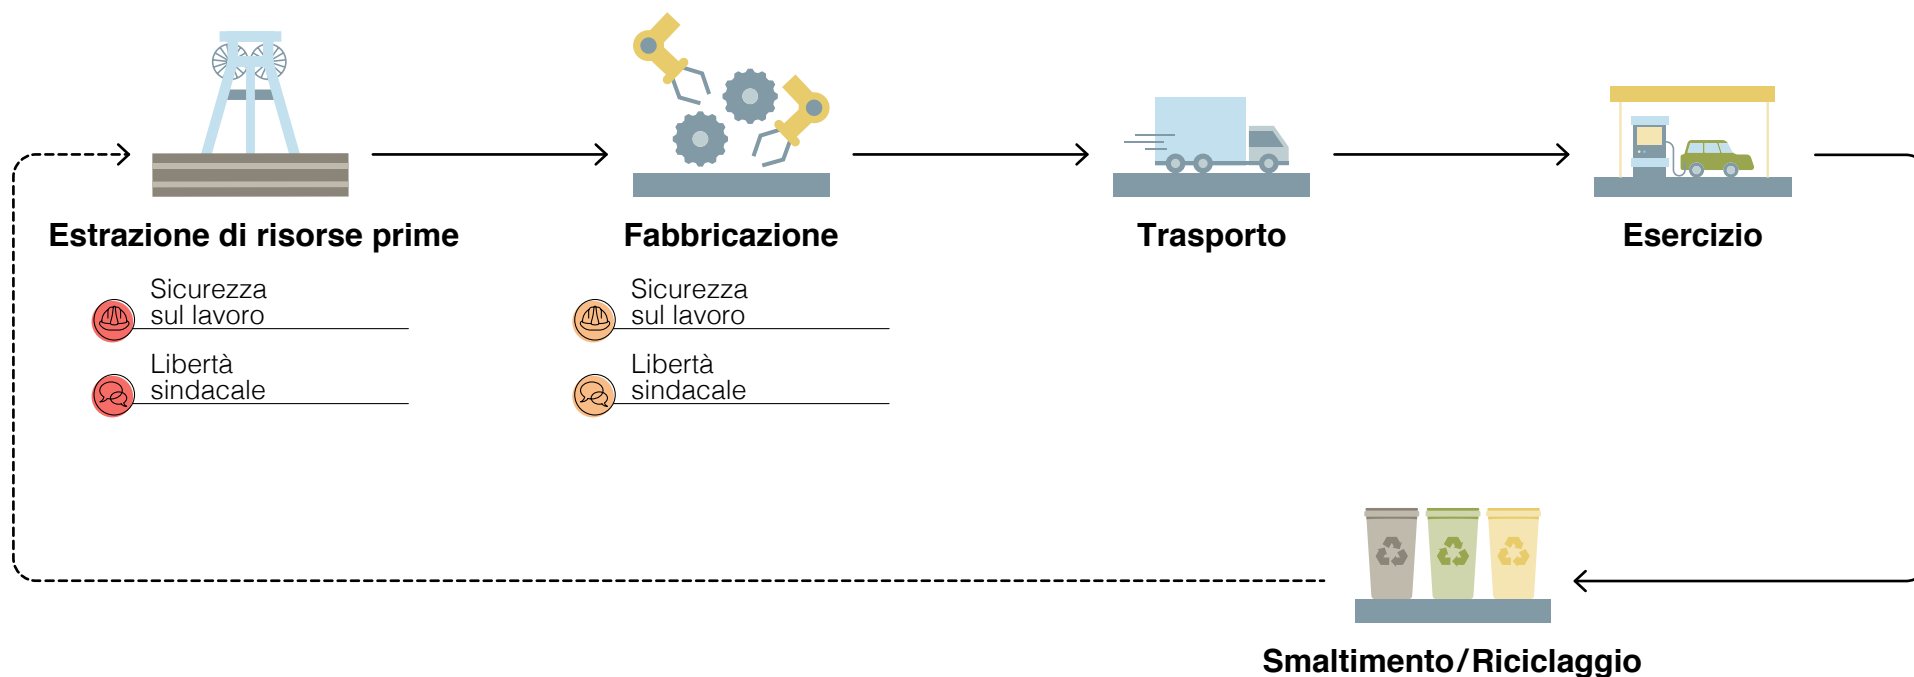 Estrazione di risorse prime
Fabbricazione
Trasporto
Esercizio
Sicurezza
sul lavoro
Libertà
sindacale
Sicurezza
sul lavoro
Libertà
sindacale
Smaltimento/Riciclaggio